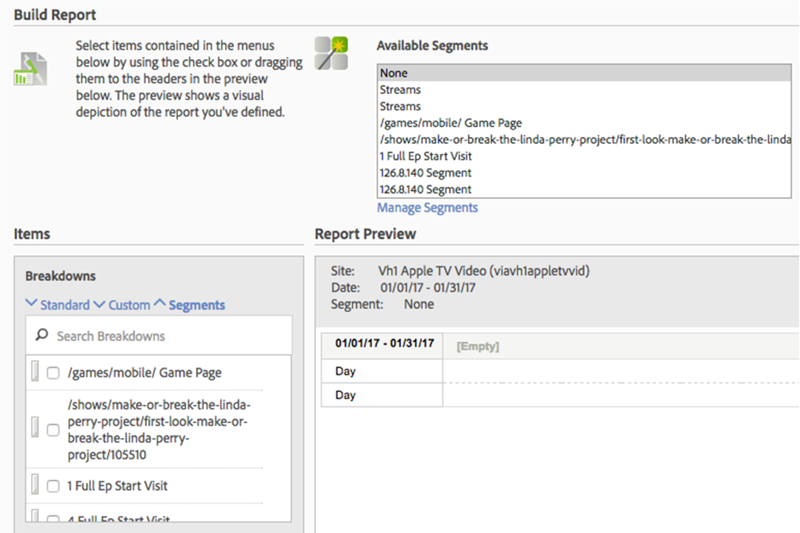 Build Report
Select items contained in the menus
below by using the check box or dragging
them to the headers in the preview
below. The preview shows a visual
depiction of the report you've defined.
Available Segments
None
Streams
Streams
/games/mobile/ Game Page
/shows/make-or-break-the-linda-perry-project/first-look-make-or-break-the-linda
1 Full Ep Start Visit
126.8.140 Segment
126.8.140 Segment
Manage Segments
Items
Breakdowns
Standard Custom Segments
Search Breakdowns
/games/mobile/ Game Page
/shows/make-or-break-the-linda-
perry-project/first-look-make-or-
break-the-linda-perry-
project/105510
1 Full Ep Start Visit
4 Full Ep Start Visit
Report Preview
Site: Vh1 Apple TV Video (viavh1appletvvid)
Date: 01/01/17 - 01/31/17
Segment: None
01/01/17 - 01/31/17 [Empty]
Day
Day